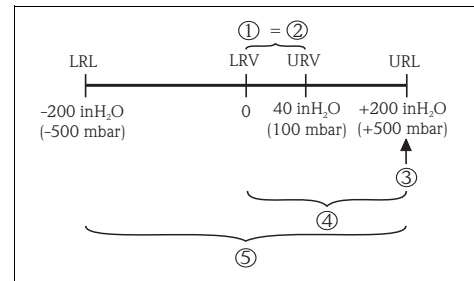 ① = ②
LRL LRV URV URL
–200 inH₂O 0 40 inH₂O +200 inH₂O
(–500 mbar) (100 mbar) (+500 mbar)
③
④
⑤